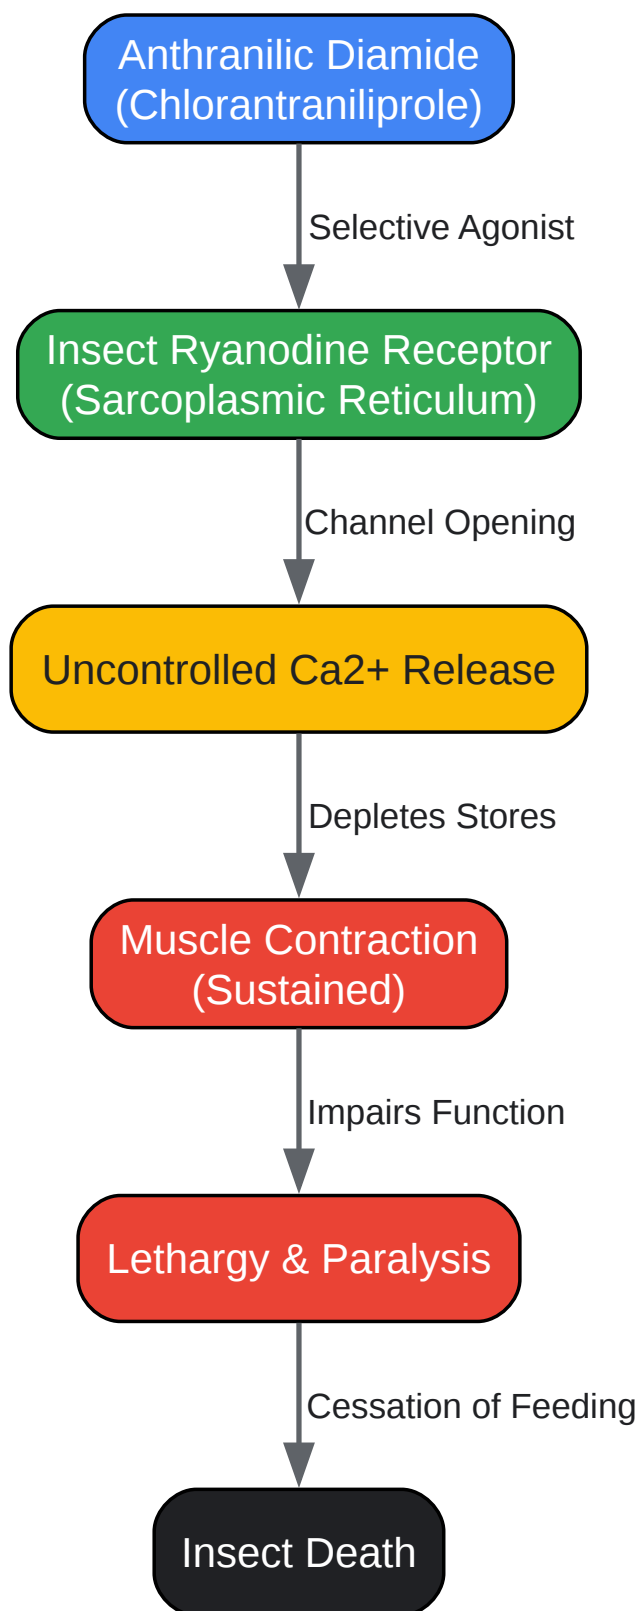 Anthranilic Diamide
(Chlorantraniliprole)
Selective Agonist
Insect Ryanodine Receptor
(Sarcoplasmic Reticulum)
Channel Opening
Uncontrolled Ca2+ Release
Depletes Stores
Muscle Contraction
(Sustained)
Impairs Function
Lethargy & Paralysis
Cessation of Feeding
Insect Death